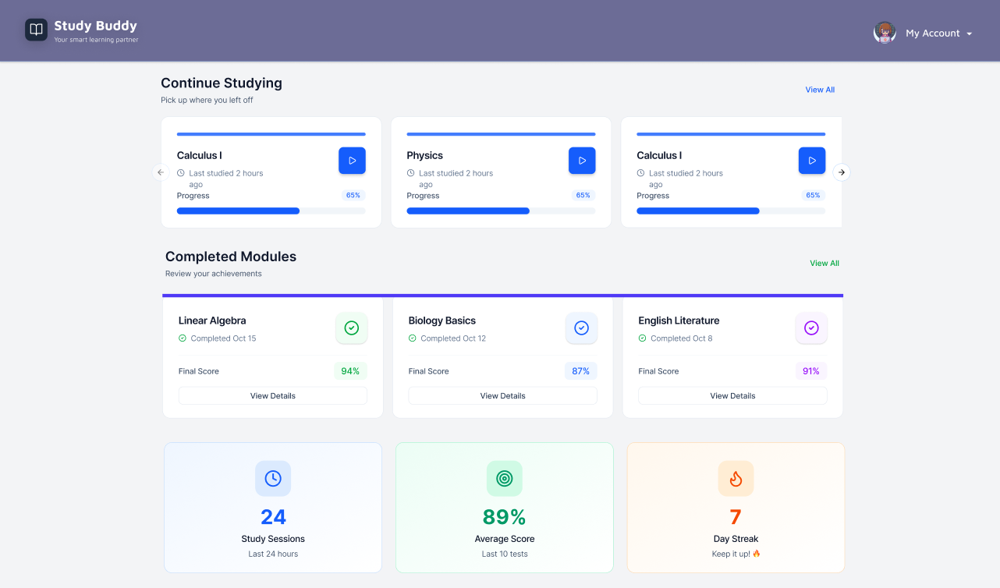 Study Buddy
Your smart learning partner
My Account
Continue Studying
Pick up where you left off
View All
Calculus I
Last studied 2 hours
ago
Progress
65%
Physics
Last studied 2 hours
ago
Progress
65%
Calculus I
Last studied 2 hours
ago
Progress
65%
Completed Modules
Review your achievements
View All
Linear Algebra
Completed Oct 15
Final Score
94%
View Details
Biology Basics
Completed Oct 12
Final Score
87%
View Details
English Literature
Completed Oct 8
Final Score
91%
View Details
24
Study Sessions
Last 24 hours
89%
Average Score
Last 10 tests
7
Day Streak
Keep it up! 🔥